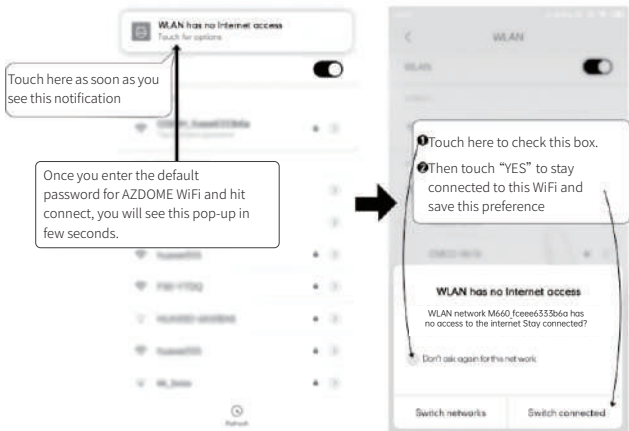 WLAN has no Internet access
Touch for options
Touch here as soon as you
see this notification
Once you enter the default
password for AZDOME WiFi and hit
connect, you will see this pop-up in
few seconds.
Refresh
WLAN
WLAN
❶Touch here to check this box.
❷Then touch “YES” to stay
connected to this WiFi and
save this preference
WLAN has no Internet access
WLAN network M660_fceee6333b6a has
no access to the internet Stay connected?
Don't ask again for this network
Switch networks
Switch connected